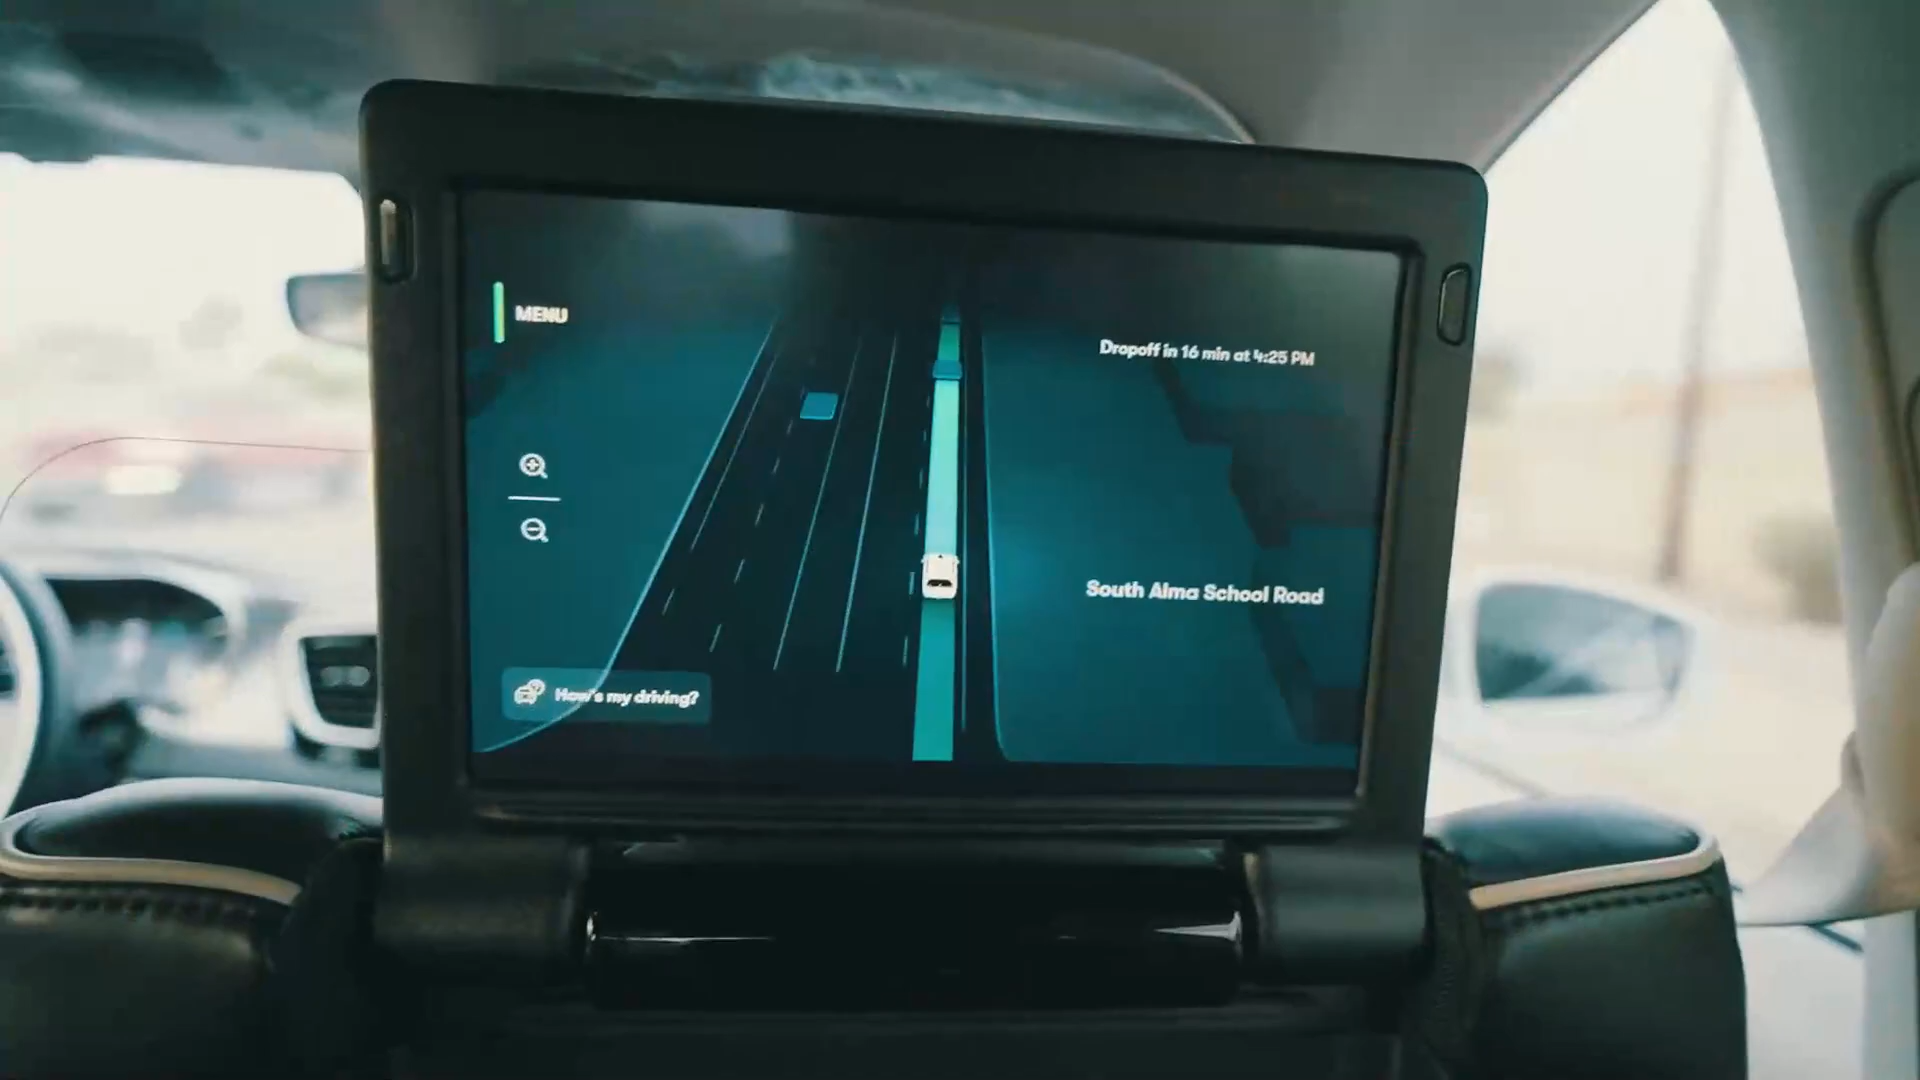 MENU
Dropoff in 16 min at 4:25 PM
South Alma School Road
How's my driving?